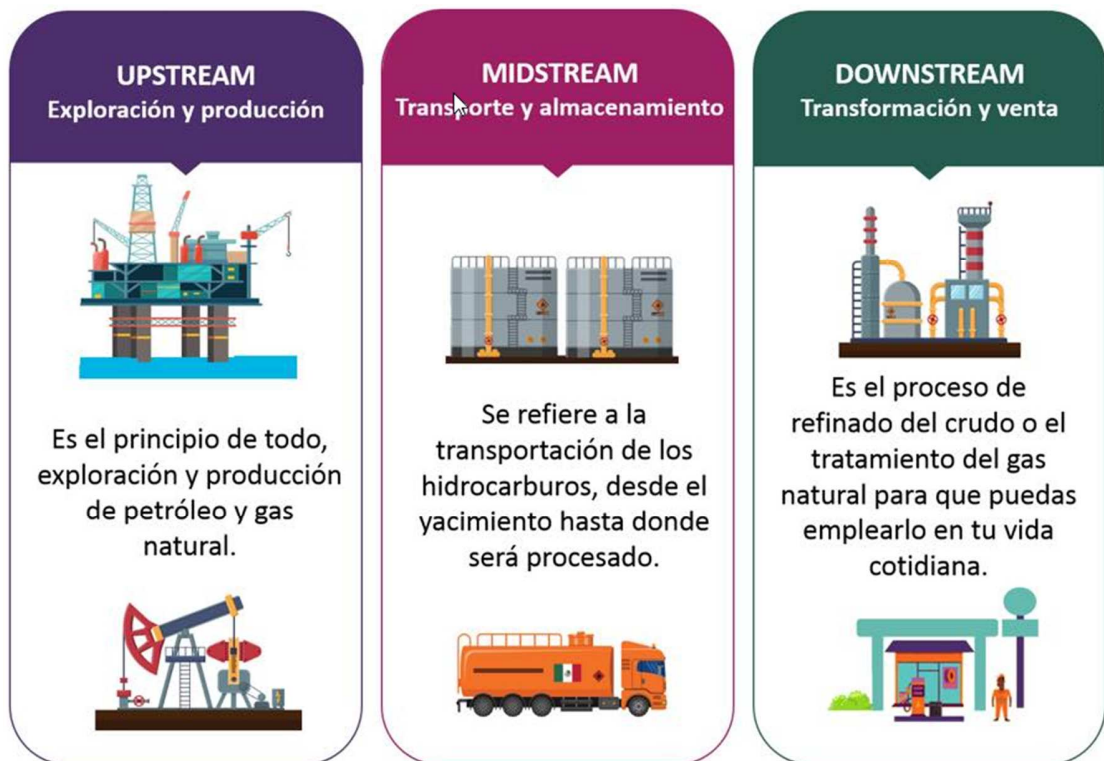 UPSTREAM
Exploración y producción
Es el principio de todo,
exploración y producción
de petróleo y gas
natural.
MIDSTREAM
Transporte y almacenamiento
Se refiere a la
transportación de los
hidrocarburos, desde el
yacimiento hasta donde
será procesado.
DOWNSTREAM
Transformación y venta
Es el proceso de
refinado del crudo o el
tratamiento del gas
natural para que puedas
emplearlo en tu vida
cotidiana.